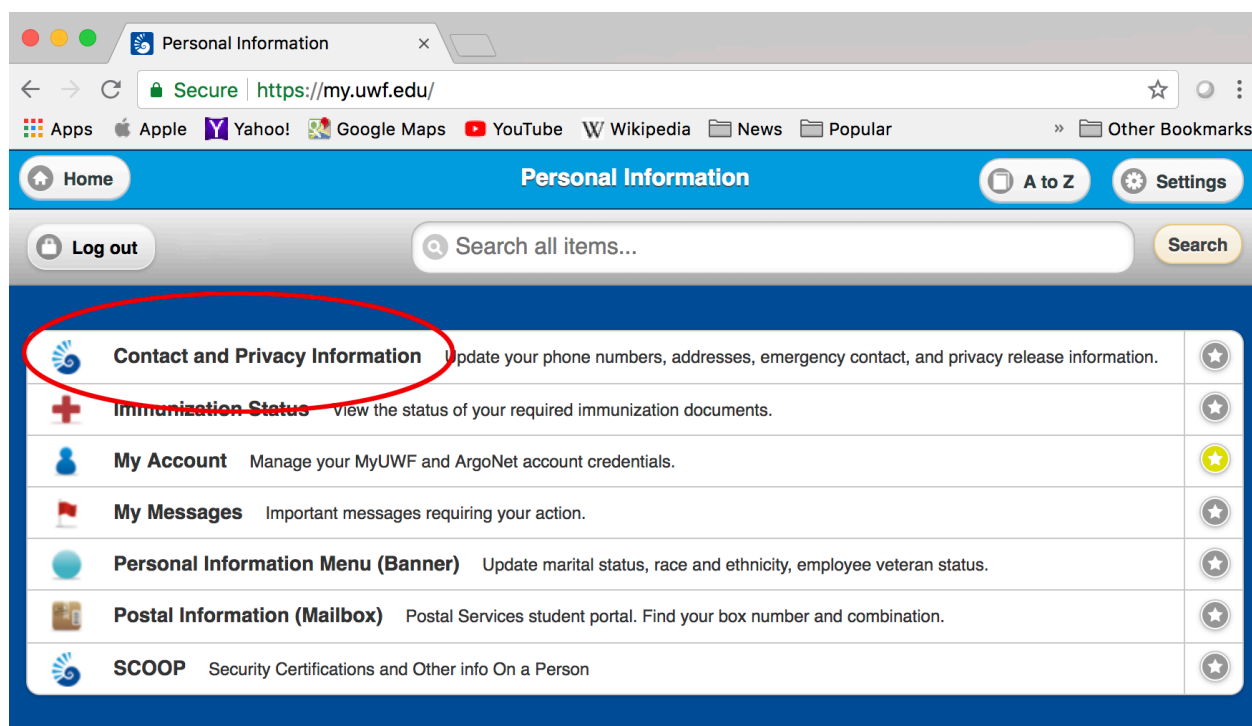 Personal Information ×
Secure https://my.uwf.edu/
Apps Apple Yahoo! Google Maps YouTube Wikipedia News Popular » Other Bookmarks
Home Personal Information A to Z Settings
Log out Search all items... Search
Contact and Privacy Information Update your phone numbers, addresses, emergency contact, and privacy release information.
Immunization Status View the status of your required immunization documents.
My Account Manage your MyUWF and ArgoNet account credentials.
My Messages Important messages requiring your action.
Personal Information Menu (Banner) Update marital status, race and ethnicity, employee veteran status.
Postal Information (Mailbox) Postal Services student portal. Find your box number and combination.
SCOOP Security Certifications and Other info On a Person